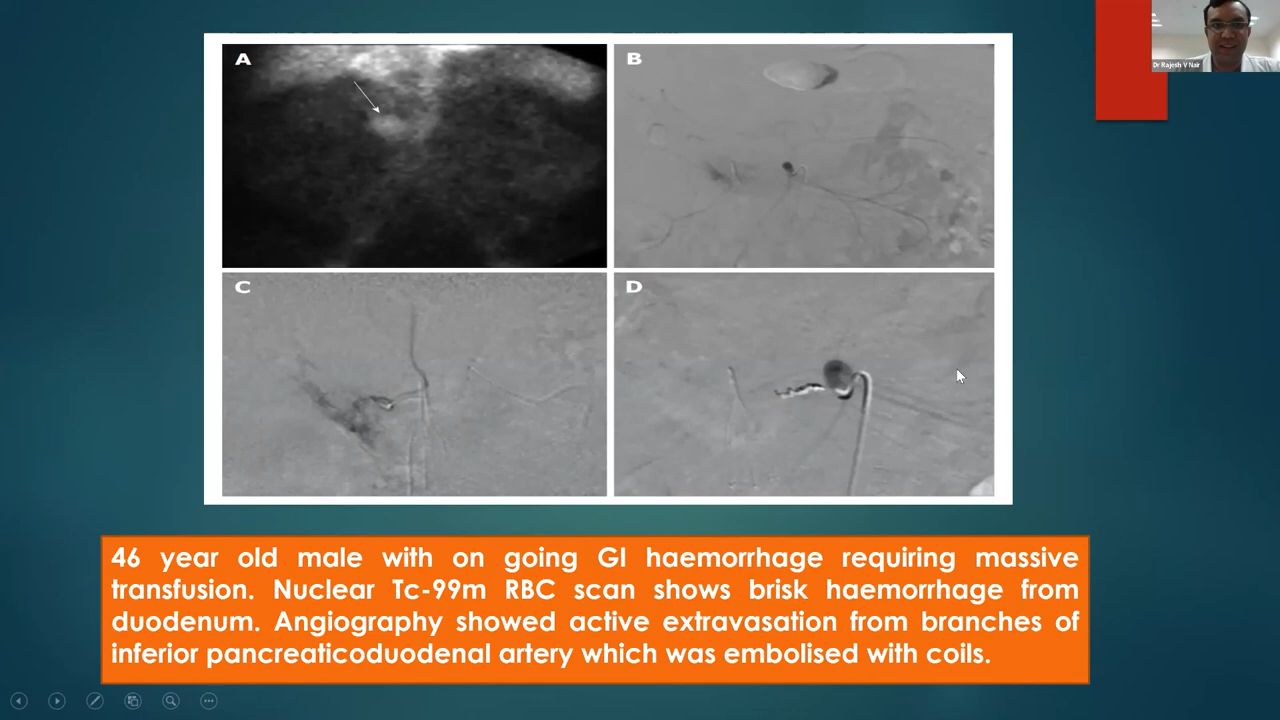 A
B
Dr Rajesh V Nair
C
D
46 year old male with on going GI haemorrhage requiring massive
transfusion. Nuclear Tc-99m RBC scan shows brisk haemorrhage from
duodenum. Angiography showed active extravasation from branches of
inferior pancreaticoduodenal artery which was embolised with coils.